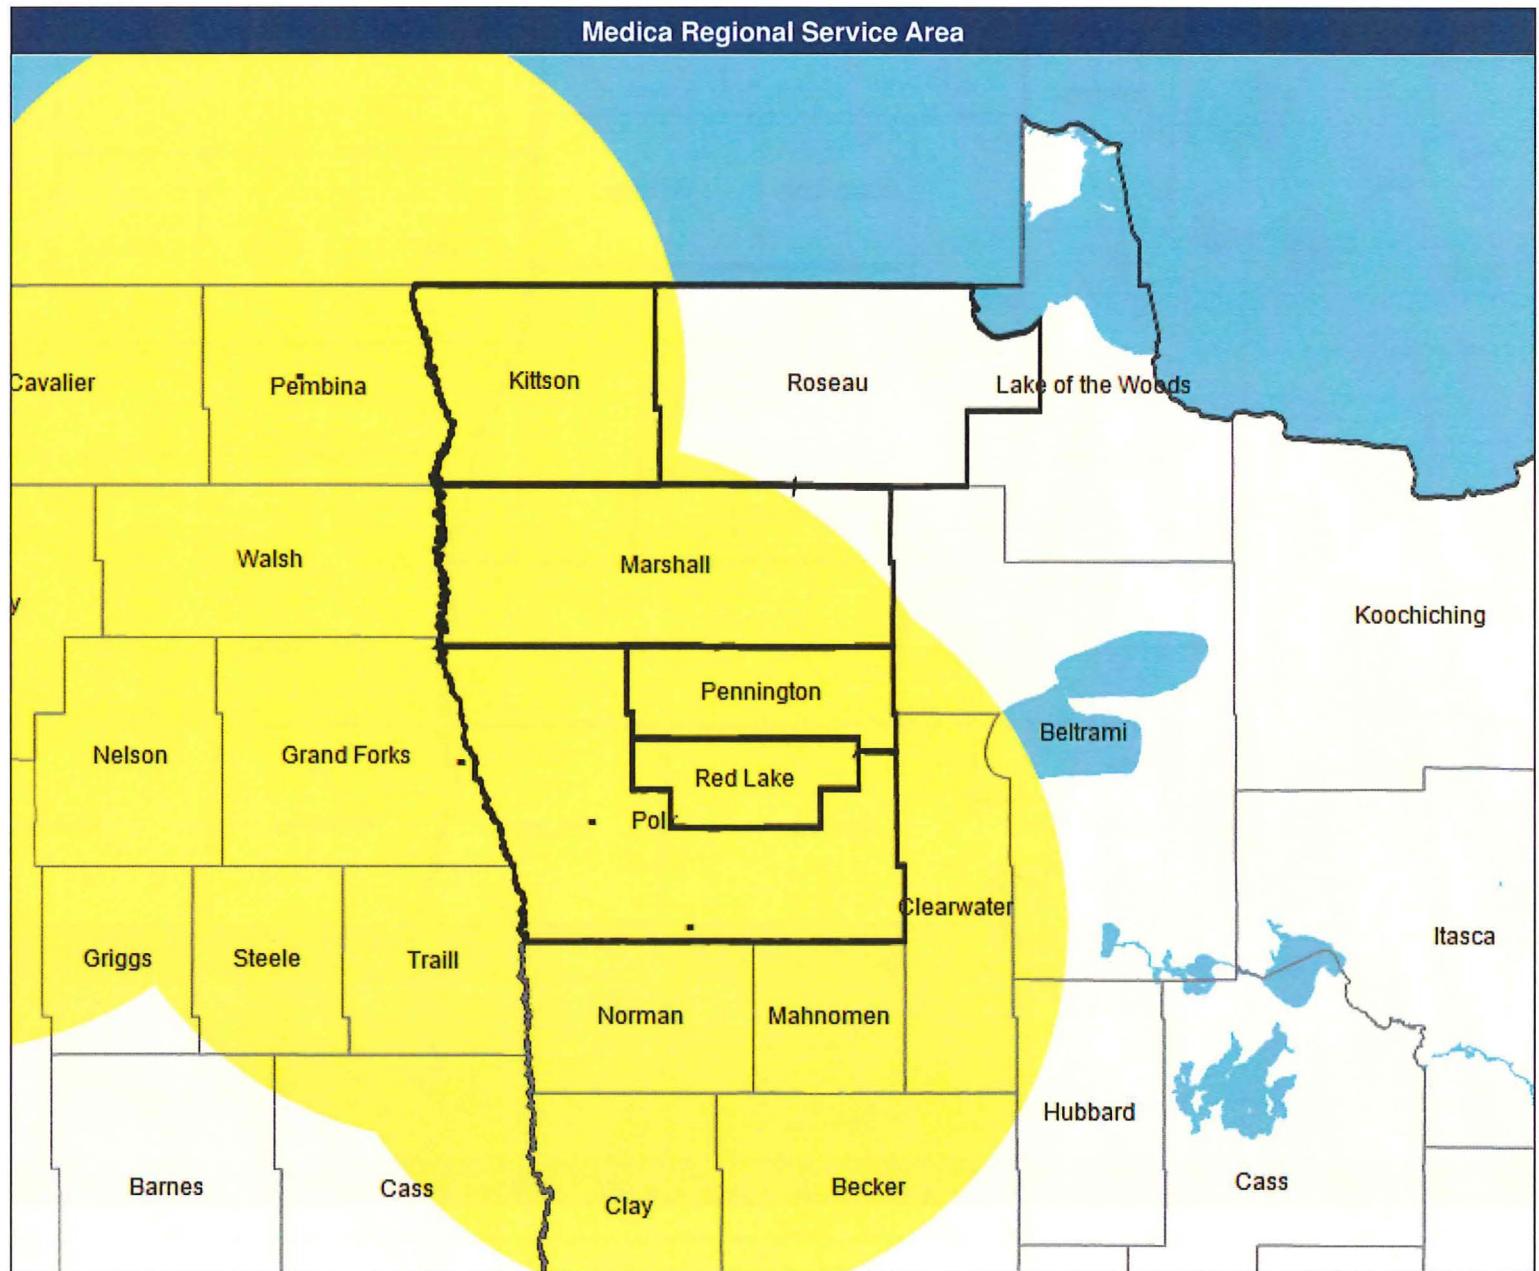 Medica Regional Service Area
Cavalier
Pembina
Kittson
Roseau
Lake of the Woods
Walsh
Marshall
y
Koochiching
Pennington
Beltrami
Nelson
Grand Forks
Red Lake
Pol
Clearwater
Itasca
Griggs
Steele
Traill
Norman
Mahnomen
Hubbard
Barnes
Cass
Clay
Becker
Cass